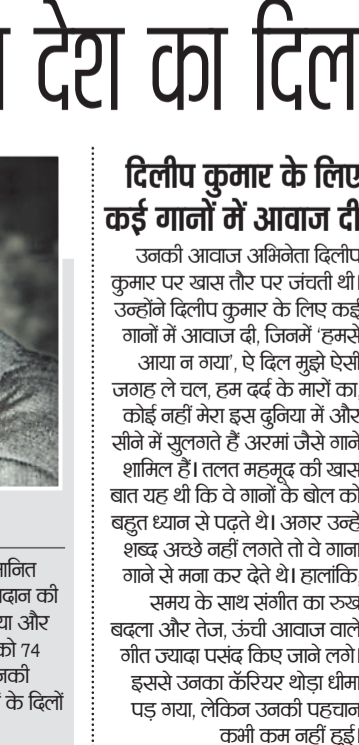 देश का दिल
दिलीप कुमार के लिए
कई गानों में आवाज दी
उनकी आवाज अभिनेता दिलीप
कुमार पर खास तौर पर जंचती थी।
उन्होंने दिलीप कुमार के लिए कई
गानों में आवाज दी, जिनमें ‘हमसे
आया न गया’, ऐ दिल मुझे ऐसी
जगह ले चल, हम दर्द के मारों का,
कोई नहीं मेरा इस दुनिया में और
सीने में सुलगते हैं अरमां जैसे गाने
शामिल हैं। तलत महमूद की खास
बात यह थी कि वे गानों के बोल को
बहुत ध्यान से पढ़ते थे। अगर उन्हें
शब्द अच्छे नहीं लगते तो वे गाना
गाने से मना कर देते थे। हालांकि,
समय के साथ संगीत का रुख
बदला और तेज, ऊंची आवाज वाले
गीत ज्यादा पसंद किए जाने लगे।
इससे उनका कॅरियर थोड़ा धीमा
पड़ गया, लेकिन उनकी पहचान
कभी कम नहीं हुई।
की
और
को 74
के दिलों